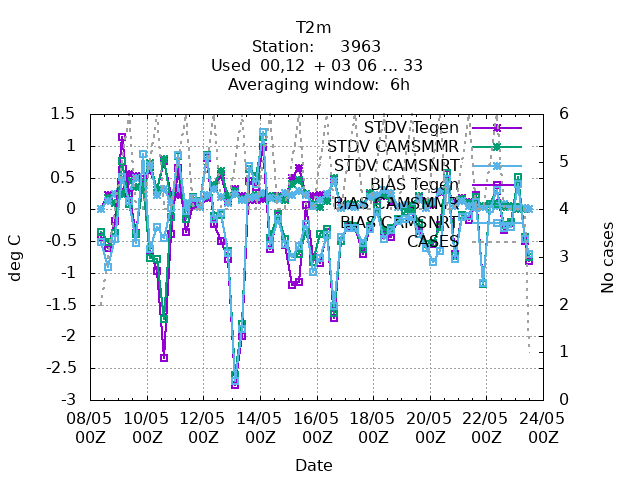 T2m
Station: 3963
Used 00,12 + 03 06 ... 33
Averaging window: 6h
1.5
1
0.5
0
-0.5
-1
-1.5
-2
-2.5
-3
deg C
6
5
4
3
2
1
0
No cases
STDV Tegen
STDV CAMSMMR
STDV CAMSNRT
BIAS Tegen
BIAS CAMSMMR
BIAS CAMSNRT
CASES
08/05 10/05 12/05 14/05 16/05 18/05 20/05 22/05 24/05
00Z 00Z 00Z 00Z 00Z 00Z 00Z 00Z 00Z
Date